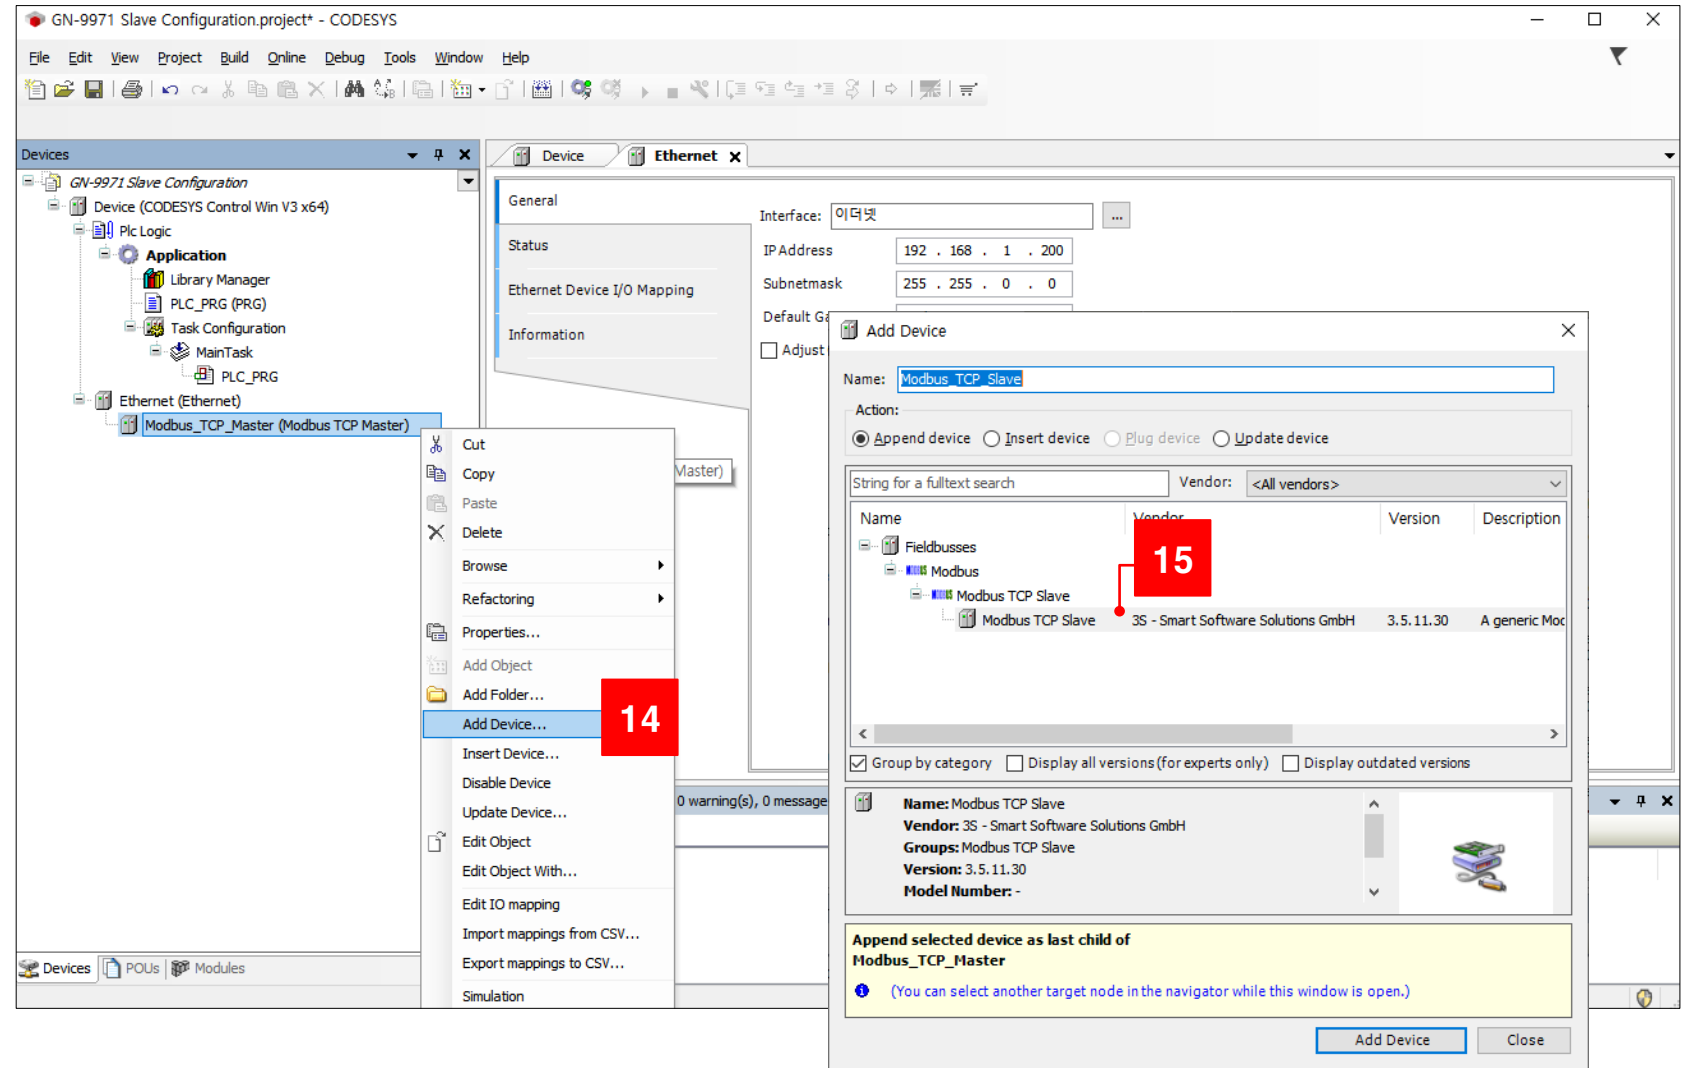 GN-9971 Slave Configuration.project* - CODESYS
File Edit View Project Build Online Debug Tools Window Help
Devices
GN-9971 Slave Configuration
Device (CODESYS Control Win V3 x64)
Plc Logic
Application
Library Manager
PLC_PRG (PRG)
Task Configuration
MainTask
PLC_PRG
Ethernet (Ethernet)
Modbus_TCP_Master (Modbus TCP Master)
Devices POUs Modules
Device Ethernet
General
Status
Ethernet Device I/O Mapping
Information
Interface: 이더넷 ...
IP Address 192 . 168 . 1 . 200
Subnetmask 255 . 255 . 0 . 0
Default Ga
Adjust
Master)
Cut
Copy
Paste
Delete
Browse
Refactoring
Properties...
Add Object
Add Folder...
Add Device...
14
Insert Device...
Disable Device
Update Device...
Edit Object
Edit Object With...
Edit IO mapping
Import mappings from CSV...
Export mappings to CSV...
Simulation
0 warning(s), 0 message
Add Device
Name: Modbus_TCP_Slave
Action:
Append device Insert device Plug device Update device
String for a fulltext search Vendor: <All vendors>
Name Vendor Version Description
Fieldbusses
15
Modbus
Modbus TCP Slave
Modbus TCP Slave 3S - Smart Software Solutions GmbH 3.5.11.30 A generic Moc
Group by category Display all versions (for experts only) Display outdated versions
Name: Modbus TCP Slave
Vendor: 3S - Smart Software Solutions GmbH
Groups: Modbus TCP Slave
Version: 3.5.11.30
Model Number: -
Append selected device as last child of
Modbus_TCP_Master
(You can select another target node in the navigator while this window is open.)
Add Device Close